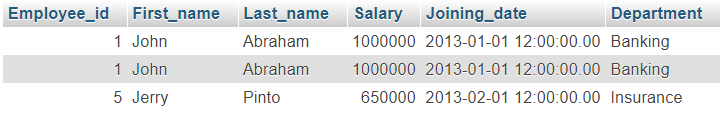 Employee_id First_name Last_name Salary Joining_date Department
1 John Abraham 1000000 2013-01-01 12:00:00.00 Banking
1 John Abraham 1000000 2013-01-01 12:00:00.00 Banking
5 Jerry Pinto 650000 2013-02-01 12:00:00.00 Insurance